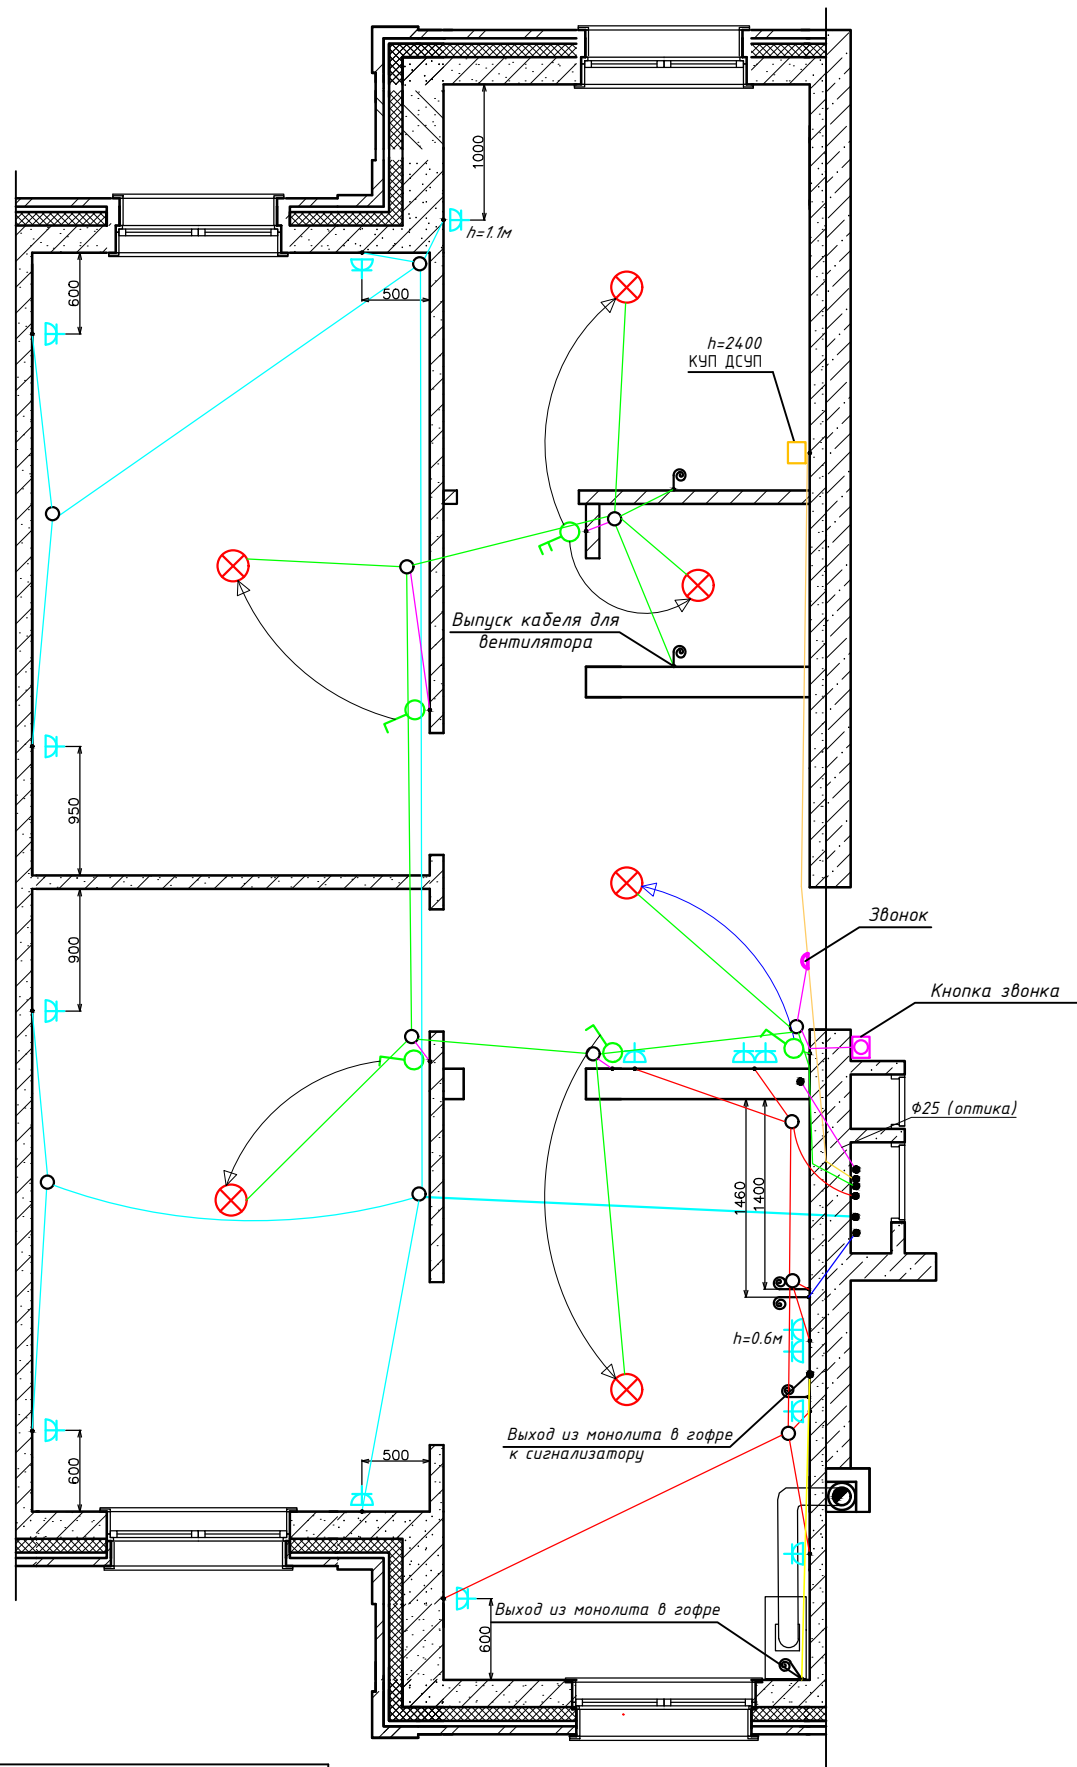 1000
h=1.1м
600
500
h=2400
КУП ДСУП
Выпуск кабеля для
вентилятора
950
900
Звонок
Кнопка звонка
Ф25 (оптика)
1460
1400
h=0.6м
Выход из монолита в гофре
к сигнализатору
500
600
Выход из монолита в гофре
600